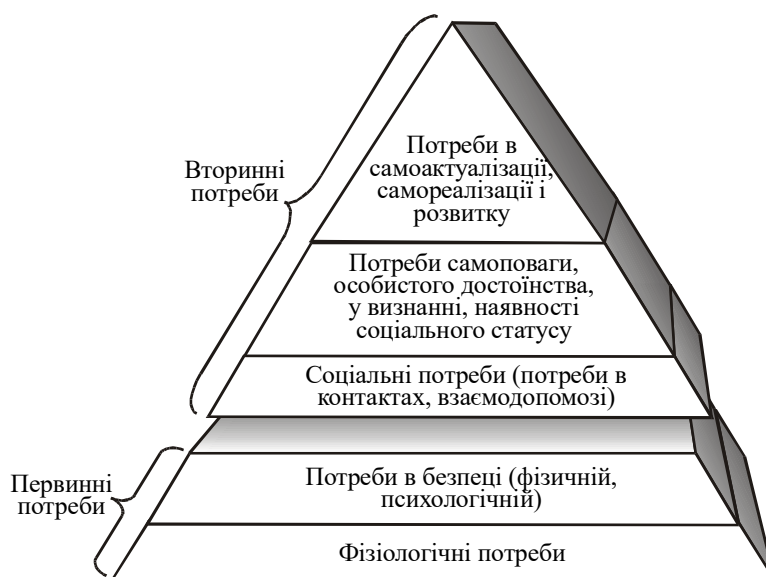 Вторинні
потреби
Потреби в
самоактуалізації,
самореалізації і
розвитку
Потреби самоповаги,
особистого достоїнства,
у визнанні, наявності
соціального статусу
Соціальні потреби (потреби в
контактах, взаємодопомозі)
Первинні
потреби
Потреби в безпеці (фізичній,
психологічній)
Фізіологічні потреби